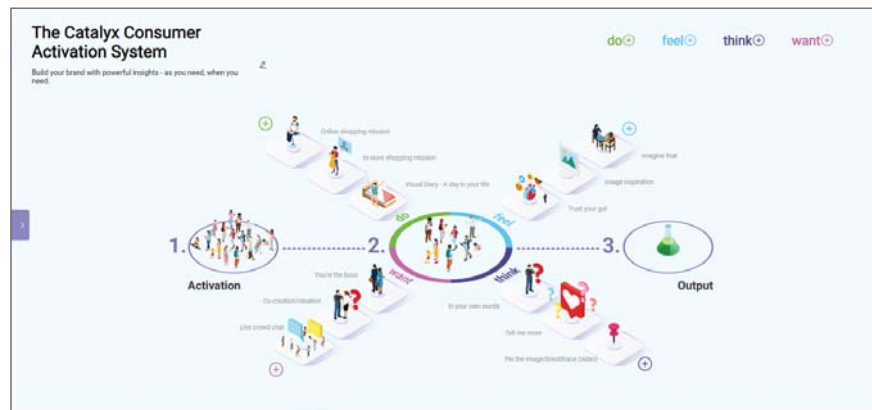 The Catalyx Consumer
Activation System
Build your brand with powerful insights - as you need, when you
need.
do
feel
think
want
Online shopping mission
In-store shopping mission
Visual Diary - A day in your life
Imagine that
Image inspiration
Trust your gut
do
feel
want
think
1.
2.
3.
Activation
Output
You're the boss
Co-creation/ideation
Live crowd chat
In your own words
Tell me more
Pin the image/